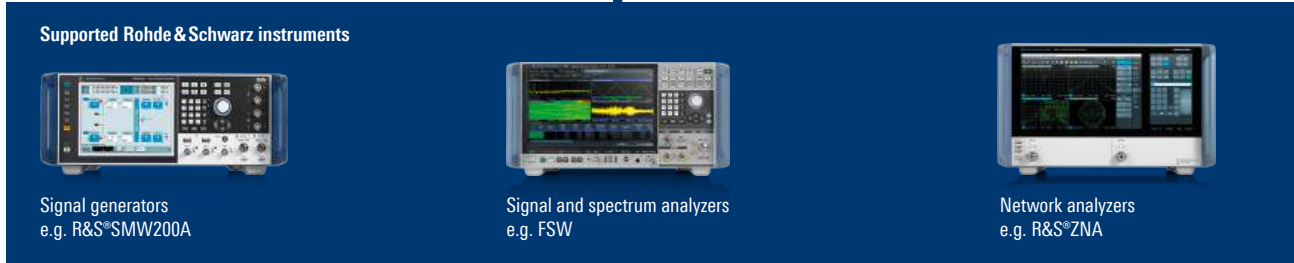 Supported Rohde & Schwarz instruments
Signal generators
e.g. R&S®SMW200A
Signal and spectrum analyzers
e.g. FSW
Network analyzers
e.g. R&S®ZNA